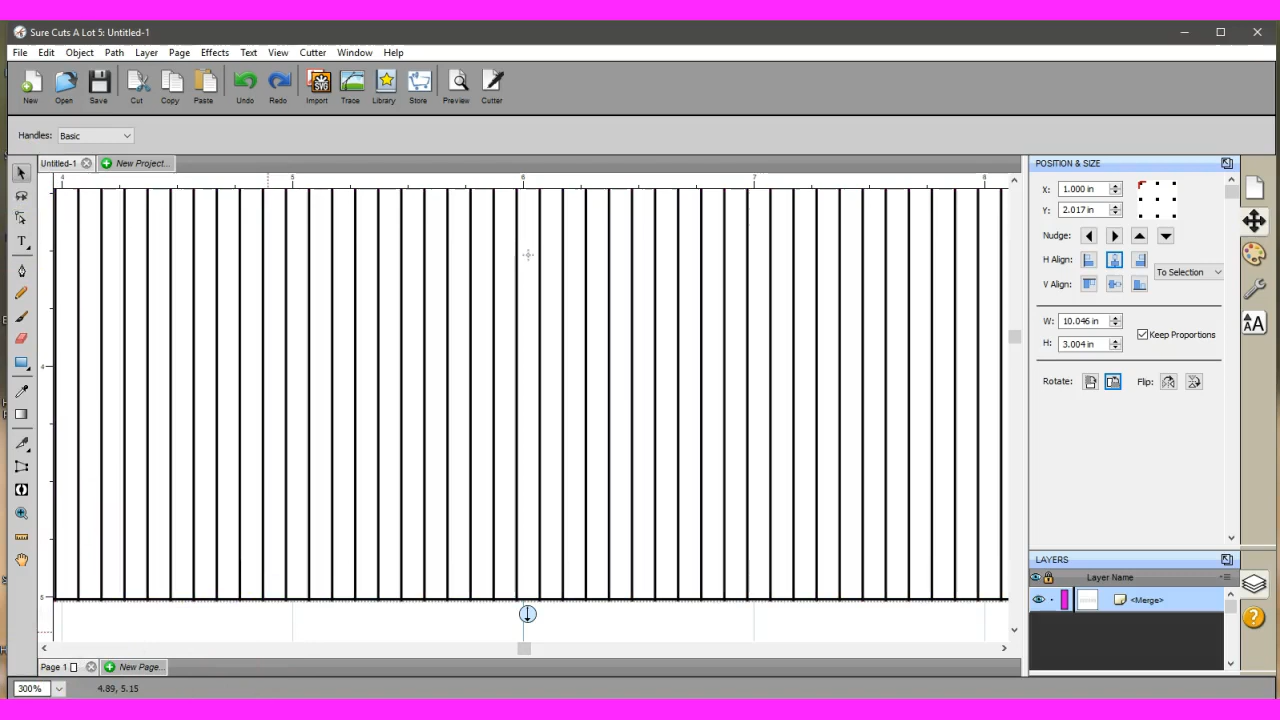 Sure Cuts A Lot 5: Untitled-1
File Edit Object Path Layer Page Effects Text View Cutter Window Help
New Open Save Cut Copy Paste Undo Redo Import Trace Library Store Preview Cutter
SVG
Handles: Basic
Untitled-1 New Project...
4 5 6 7 8
4
5
POSITION & SIZE
X: 1.000 in
Y: 2.017 in
Nudge:
H Align:
To Selection
V Align:
W: 10.046 in
Keep Proportions
H: 3.004 in
Rotate: Flip:
LAYERS
Layer Name
<Merge>
Page 1 New Page...
300% 4.89, 5.15